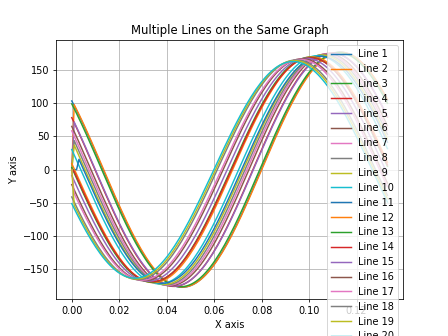 Multiple Lines on the Same Graph
Y axis
150
100
50
0
−50
−100
−150
0.00
0.02
0.04
0.06
0.08
0.10
X axis
Line 1
Line 2
Line 3
Line 4
Line 5
Line 6
Line 7
Line 8
Line 9
Line 10
Line 11
Line 12
Line 13
Line 14
Line 15
Line 16
Line 17
Line 18
Line 19
Line 20